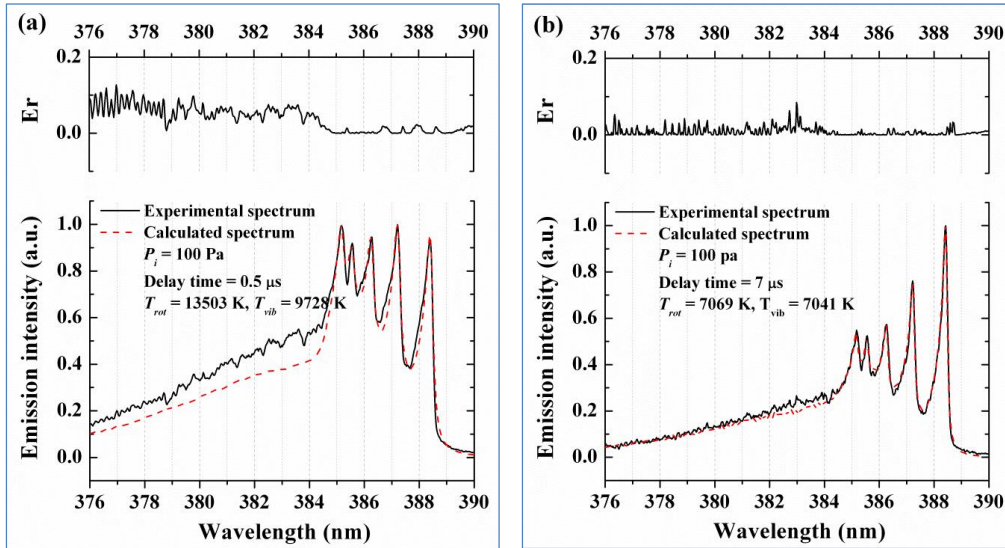 (a)
376 378 380 382 384 386 388 390
0.2
0.0
Er
Experimental spectrum
Calculated spectrum
P_i = 100 Pa
Delay time = 0.5 μs
T_rot = 13503 K, T_vib = 9728 K
1.0
0.8
0.6
0.4
0.2
0.0
Emission intensity (a.u.)
376 378 380 382 384 386 388 390
Wavelength (nm)
(b)
376 378 380 382 384 386 388 390
0.2
0.0
Er
Experimental spectrum
Calculated spectrum
P_i = 100 pa
Delay time = 7 μs
T_rot = 7069 K, T_vib = 7041 K
1.0
0.8
0.6
0.4
0.2
0.0
Emission intensity (a.u.)
376 378 380 382 384 386 388 390
Wavelength (nm)